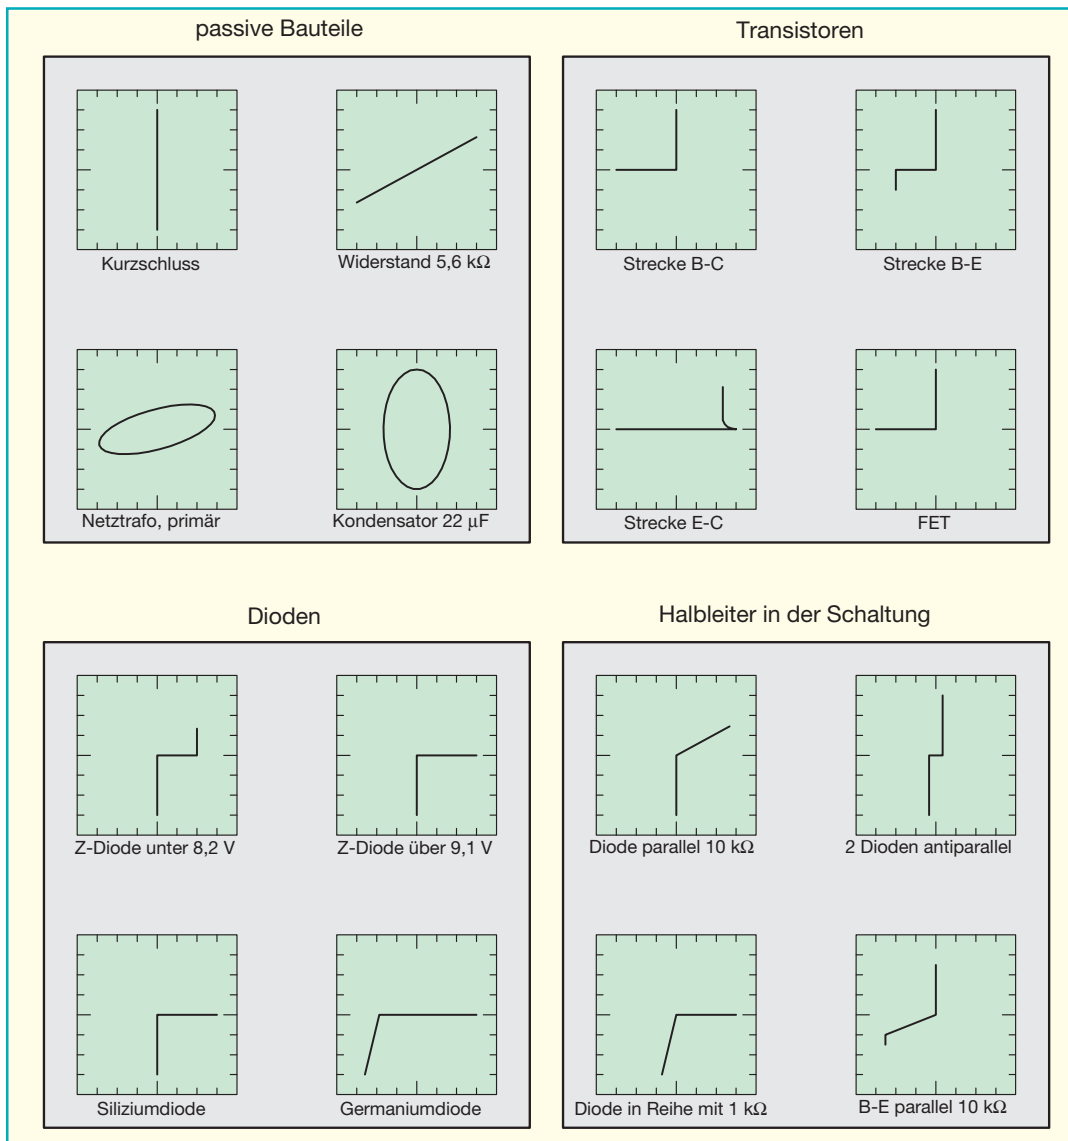 passive Bauteile
Kurzschluss
Widerstand 5,6 kΩ
Netztrafo, primär
Kondensator 22 µF
Transistoren
Strecke B-C
Strecke B-E
Strecke E-C
FET
Dioden
Z-Diode unter 8,2 V
Z-Diode über 9,1 V
Siliziumdiode
Germaniumdiode
Halbleiter in der Schaltung
Diode parallel 10 kΩ
2 Dioden antiparallel
Diode in Reihe mit 1 kΩ
B-E parallel 10 kΩ